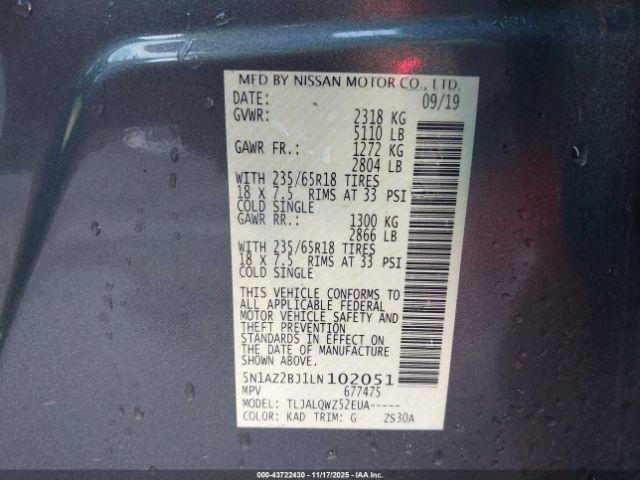 MFD BY NISSAN MOTOR CO., LTD.
DATE: 09/19
GVWR: 2318 KG
5110 LB
GAWR FR.: 1272 KG
2804 LB
WITH 235/65R18 TIRES
18 X 7.5 RIMS AT 33 PSI
COLD SINGLE
GAWR RR.: 1300 KG
2866 LB
WITH 235/65R18 TIRES
18 X 7.5 RIMS AT 33 PSI
COLD SINGLE
THIS VEHICLE CONFORMS TO
ALL APPLICABLE FEDERAL
MOTOR VEHICLE SAFETY AND
THEFT PREVENTION
STANDARDS IN EFFECT ON
THE DATE OF MANUFACTURE
SHOWN ABOVE.
5N1AZ2BJ1LN102051
MPV 677475
MODEL: TLJALQWZ52EUA-----
COLOR: KAD TRIM: G ZS30A
000-43722430 - 11/17/2025 - IAAI.COM